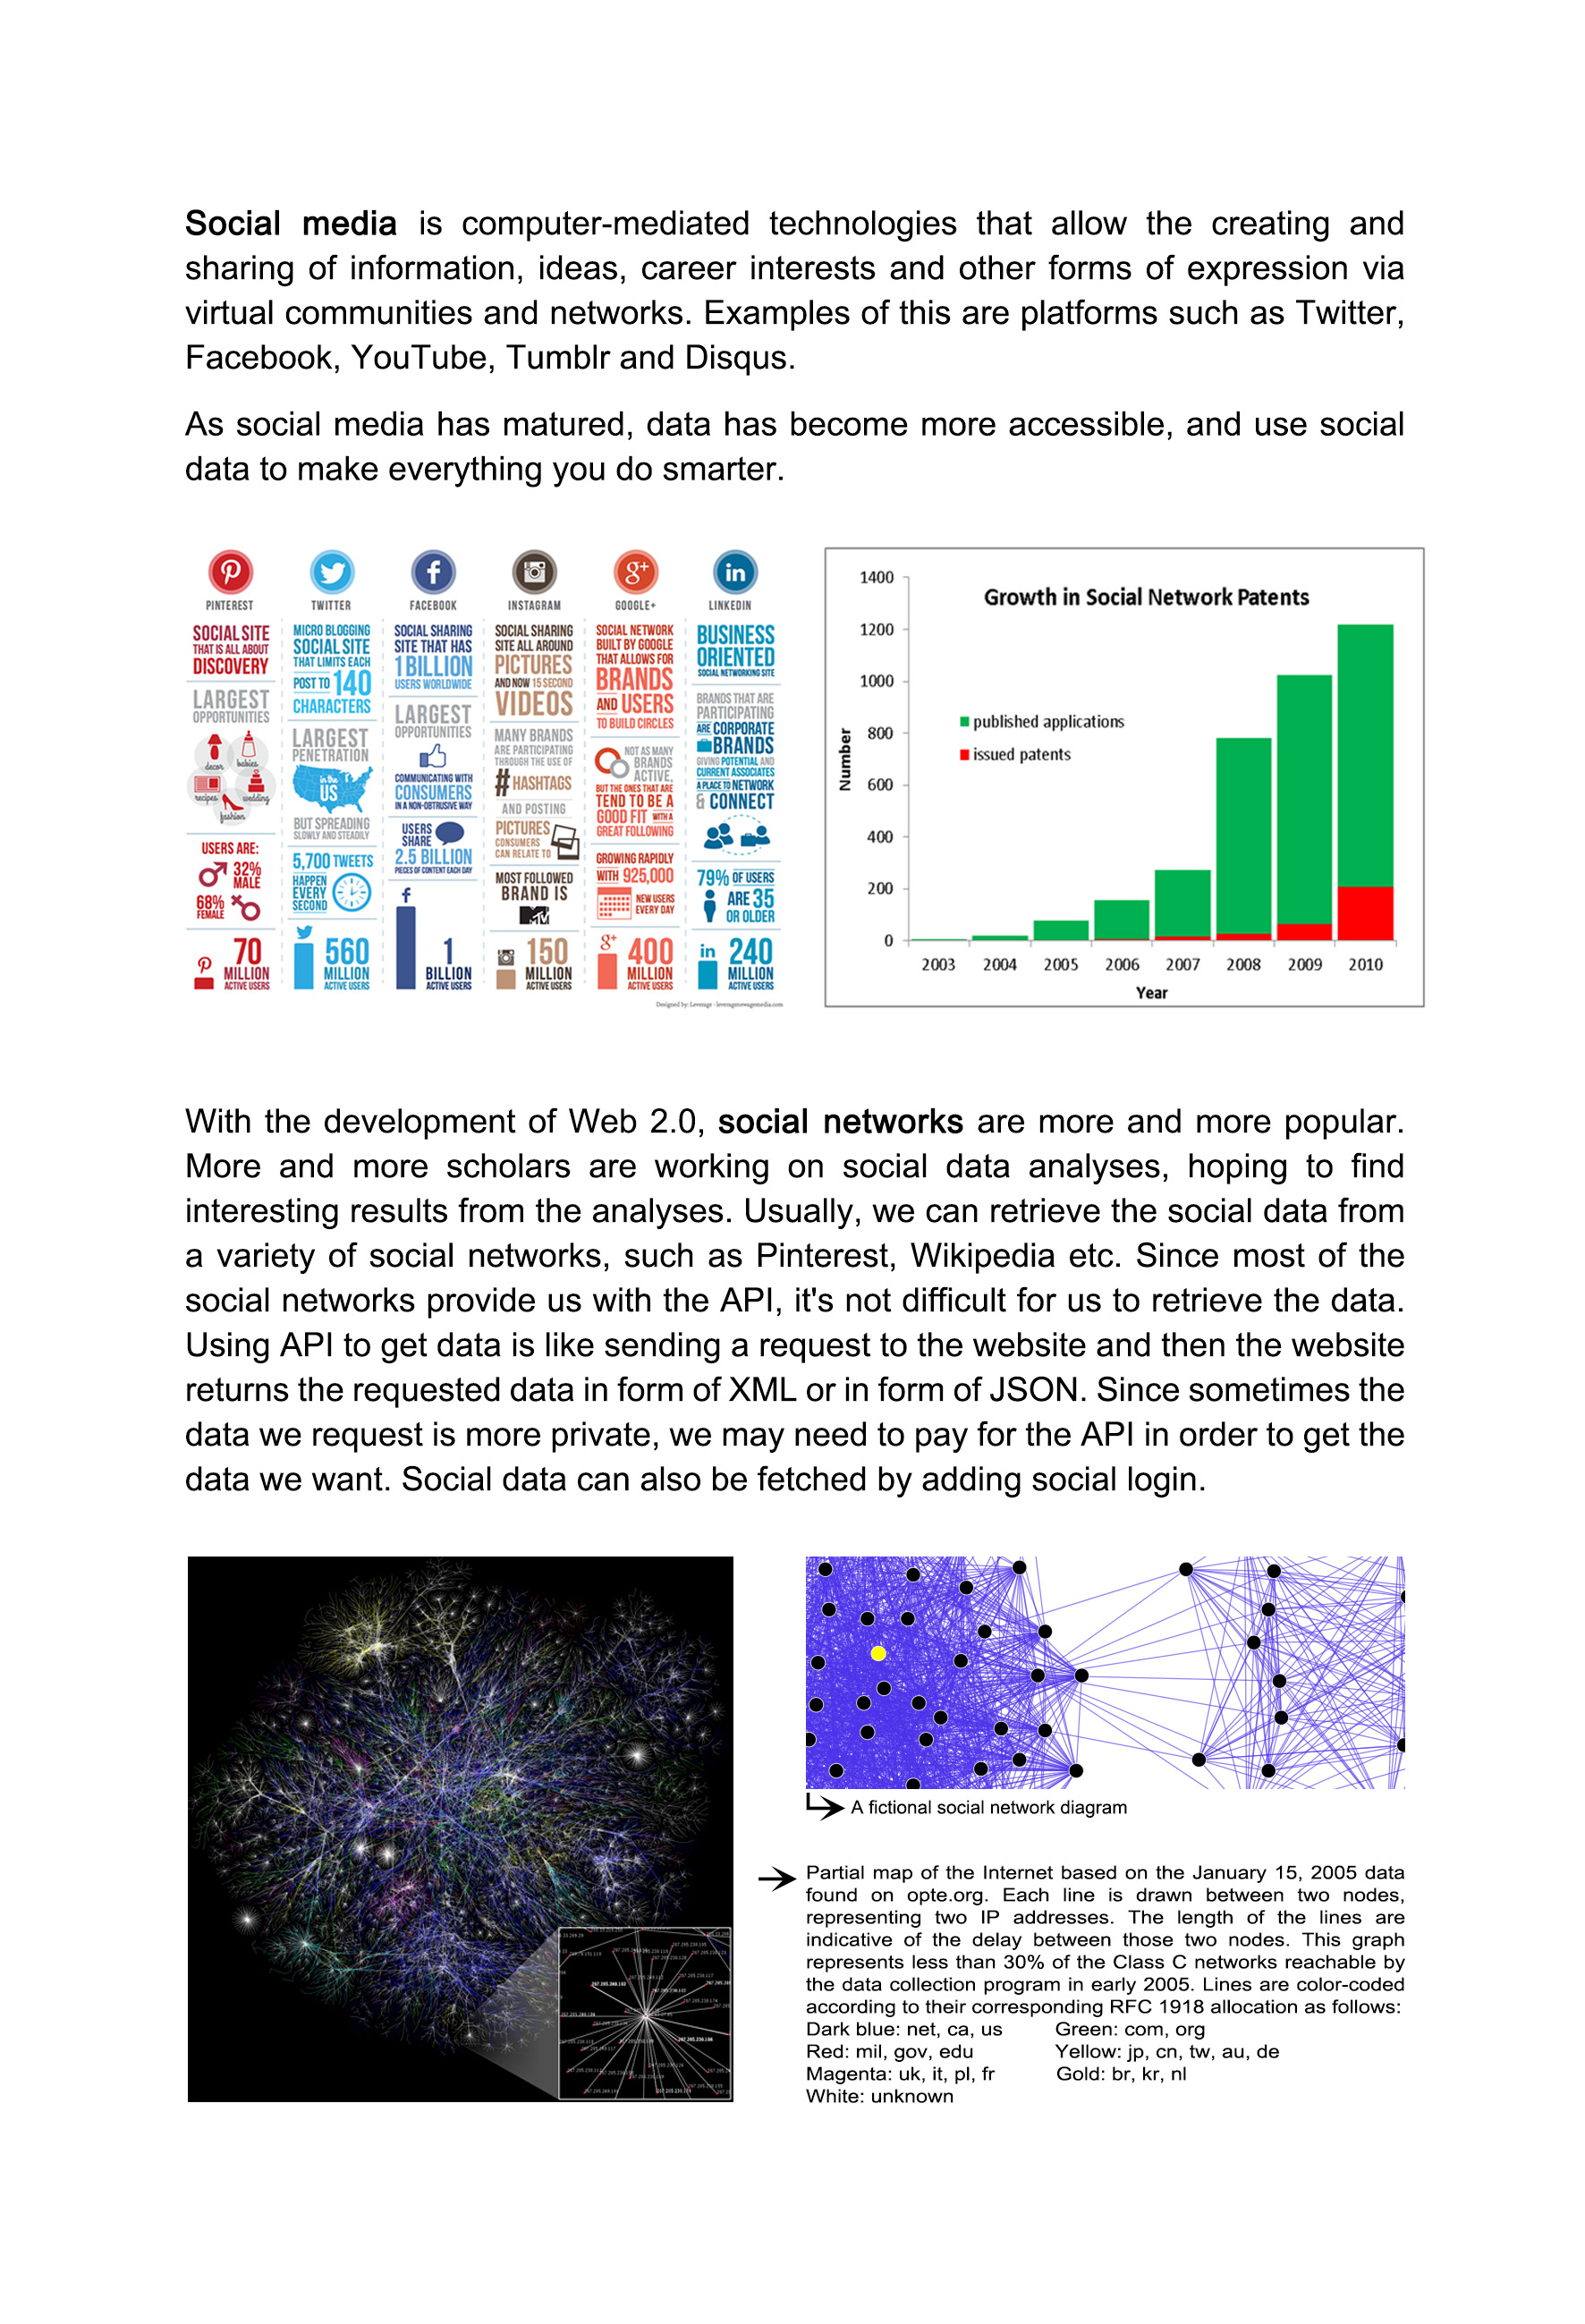 Social media is computer-mediated technologies that allow the creating and
sharing of information, ideas, career interests and other forms of expression via
virtual communities and networks. Examples of this are platforms such as Twitter,
Facebook, YouTube, Tumblr and Disqus.
As social media has matured, data has become more accessible, and use social
data to make everything you do smarter.
PINTEREST
SOCIAL SITE
THAT IS ALL ABOUT
DISCOVERY
LARGEST
OPPORTUNITIES
decor
babies
recipes
wedding
fashion
USERS ARE:
32%
MALE
68%
FEMALE
70
MILLION
ACTIVE USERS
TWITTER
MICRO BLOGGING
SOCIAL SITE
THAT LIMITS EACH
POST TO 140
CHARACTERS
LARGEST
PENETRATION
in the
US
BUT SPREADING
SLOWLY AND STEADILY
5,700 TWEETS
HAPPEN
EVERY
SECOND
560
MILLION
ACTIVE USERS
FACEBOOK
SOCIAL SHARING
SITE THAT HAS
1 BILLION
USERS WORLDWIDE
LARGEST
OPPORTUNITIES
COMMUNICATING WITH
CONSUMERS
IN A NON-OBTRUSIVE WAY
USERS
SHARE
2.5 BILLION
PIECES OF CONTENT EACH DAY
1
BILLION
ACTIVE USERS
INSTAGRAM
SOCIAL SHARING
SITE ALL AROUND
PICTURES
AND NOW 15 SECOND
VIDEOS
MANY BRANDS
ARE PARTICIPATING
THROUGH THE USE OF
# HASHTAGS
AND POSTING
PICTURES
CONSUMERS
CAN RELATE TO
MOST FOLLOWED
BRAND IS
150
MILLION
ACTIVE USERS
g+
GOOGLE+
SOCIAL NETWORK
BUILT BY GOOGLE
THAT ALLOWS FOR
BRANDS
AND USERS
TO BUILD CIRCLES
NOT AS MANY
BRANDS
ACTIVE,
BUT THE ONES THAT ARE
TEND TO BE A
GOOD FIT WITH A
GREAT FOLLOWING
GROWING RAPIDLY
WITH 925,000
NEW USERS
EVERY DAY
g+
400
MILLION
ACTIVE USERS
in
LINKEDIN
BUSINESS
ORIENTED
SOCIAL NETWORKING SITE
BRANDS THAT ARE
PARTICIPATING
ARE CORPORATE
BRANDS
GIVING POTENTIAL AND
CURRENT ASSOCIATES
A PLACE TO NETWORK
& CONNECT
79% OF USERS
ARE 35
OR OLDER
in
240
MILLION
ACTIVE USERS
Designed by: Leverage - leveragenewagemedia.com
Growth in Social Network Patents
published applications
issued patents
Number
1400
1200
1000
800
600
400
200
0
2003 2004 2005 2006 2007 2008 2009 2010
Year
With the development of Web 2.0, social networks are more and more popular.
More and more scholars are working on social data analyses, hoping to find
interesting results from the analyses. Usually, we can retrieve the social data from
a variety of social networks, such as Pinterest, Wikipedia etc. Since most of the
social networks provide us with the API, it's not difficult for us to retrieve the data.
Using API to get data is like sending a request to the website and then the website
returns the requested data in form of XML or in form of JSON. Since sometimes the
data we request is more private, we may need to pay for the API in order to get the
data we want. Social data can also be fetched by adding social login.
A fictional social network diagram
Partial map of the Internet based on the January 15, 2005 data
found on opte.org. Each line is drawn between two nodes,
representing two IP addresses. The length of the lines are
indicative of the delay between those two nodes. This graph
represents less than 30% of the Class C networks reachable by
the data collection program in early 2005. Lines are color-coded
according to their corresponding RFC 1918 allocation as follows:
Dark blue: net, ca, us Green: com, org
Red: mil, gov, edu Yellow: jp, cn, tw, au, de
Magenta: uk, it, pl, fr Gold: br, kr, nl
White: unknown